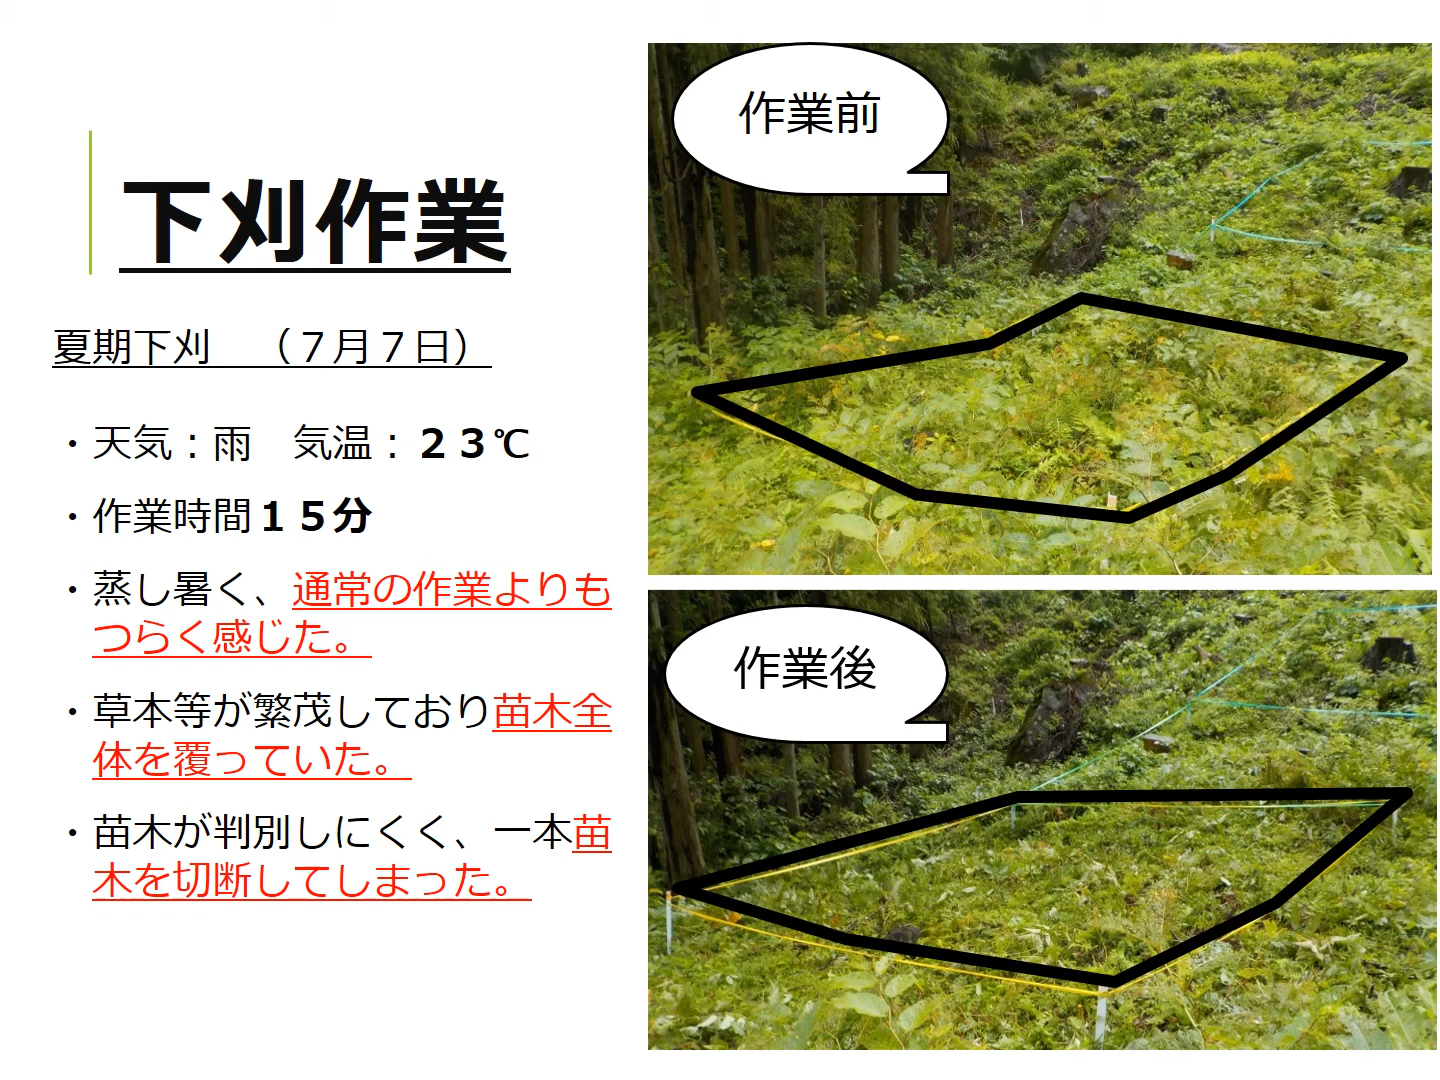 下刈作業
夏期下刈　（７月７日）
・天気：雨　気温：２３℃
・作業時間１５分
・蒸し暑く、通常の作業よりも
つらく感じた。
・草本等が繁茂しており苗木全
体を覆っていた。
・苗木が判別しにくく、一本苗
木を切断してしまった。
作業前
作業後